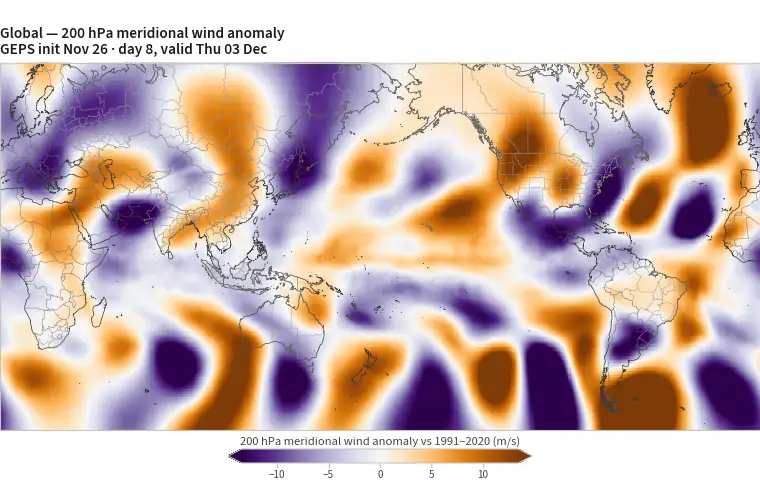 Global — 200 hPa meridional wind anomaly
GEPS init Nov 26 · day 8, valid Thu 03 Dec
200 hPa meridional wind anomaly vs 1991–2020 (m/s)
−10 −5 0 5 10